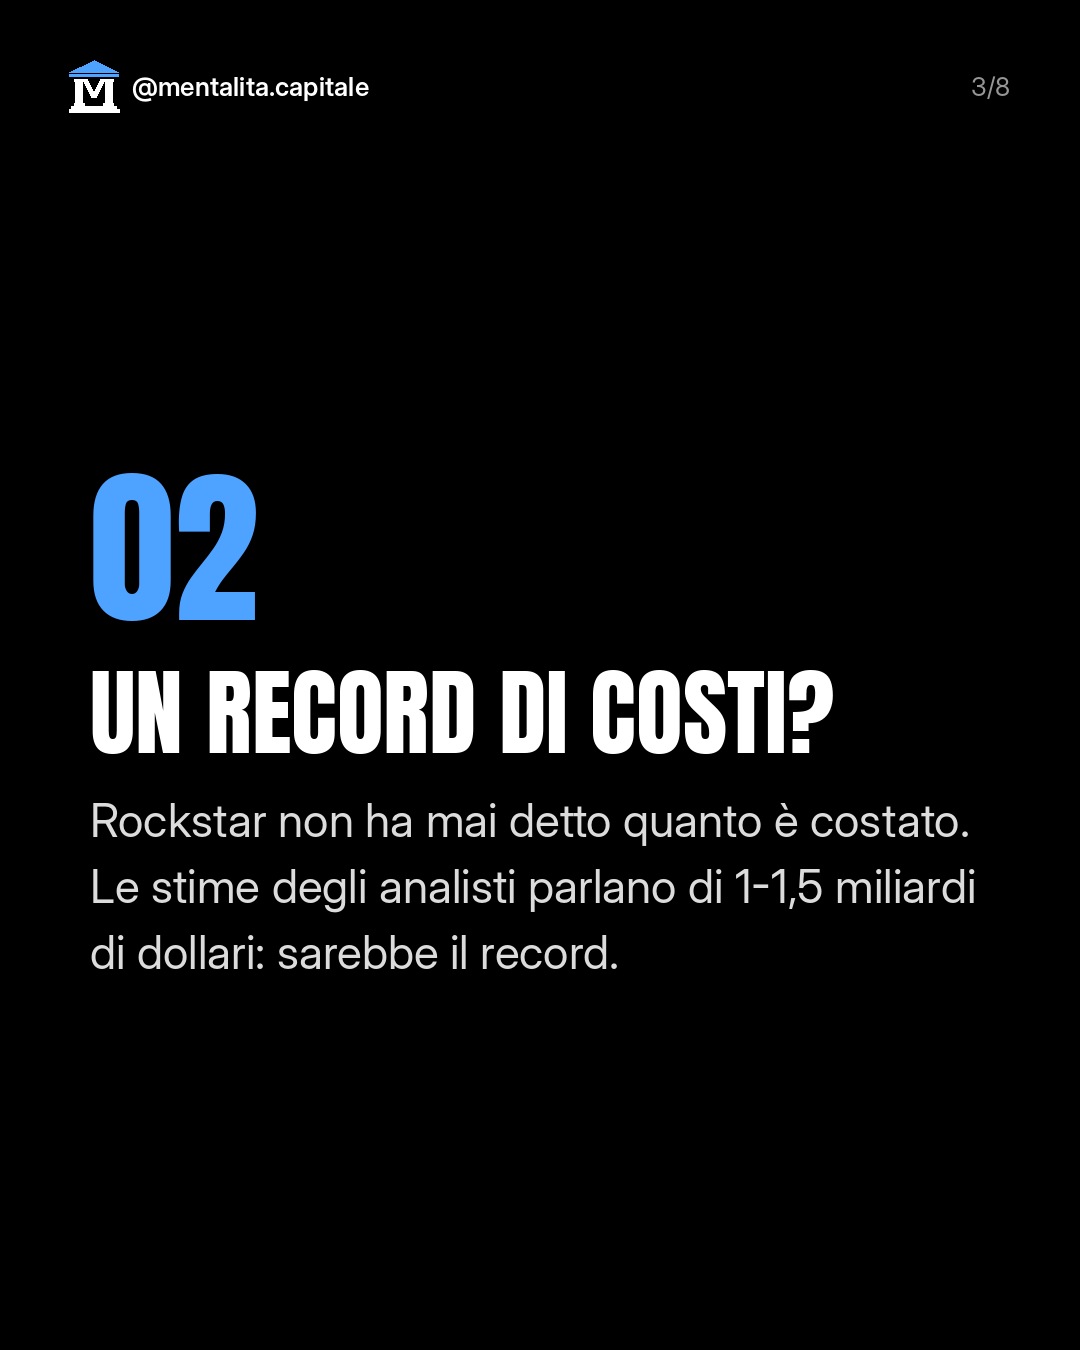 @mentalita.capitale
3/8
02
UN RECORD DI COSTI?
Rockstar non ha mai detto quanto è costato.
Le stime degli analisti parlano di 1-1,5 miliardi
di dollari: sarebbe il record.